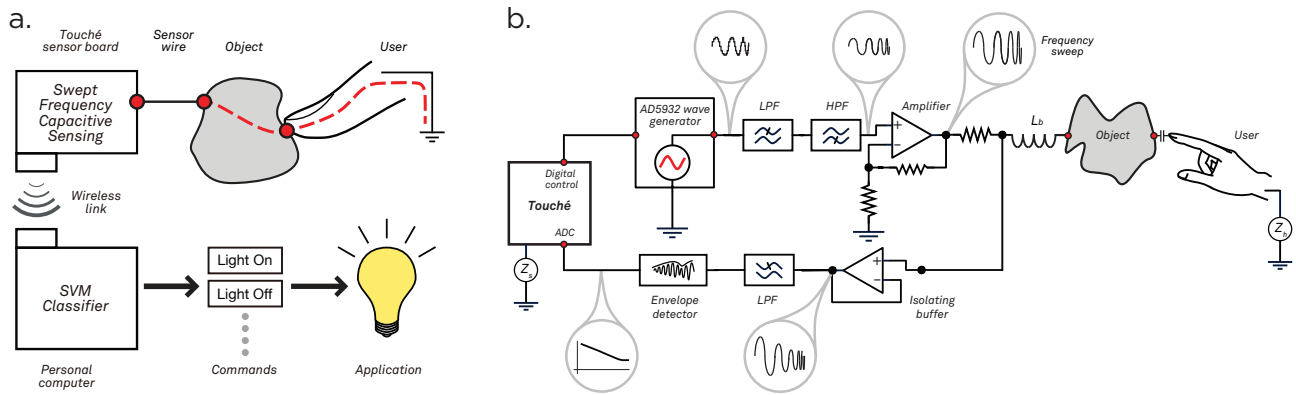 a.
Touché
sensor board
Sensor
wire
Object
User
Swept
Frequency
Capacitive
Sensing
Wireless
link
SVM
Classifier
Light On
Light Off
Personal
computer
Commands
Application
b.
Frequency
sweep
AD5932 wave
generator
LPF
HPF
Amplifier
Lb
Object
User
Digital
control
Touché
ADC
Zs
Zh
Envelope
detector
LPF
Isolating
buffer